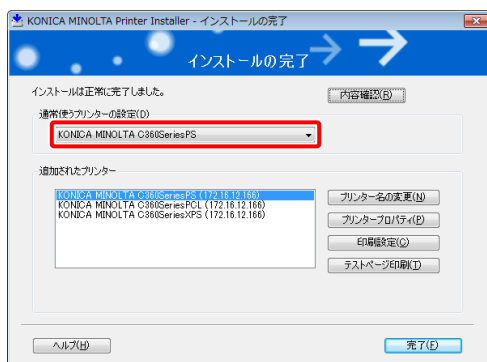 KONICA MINOLTA Printer Installer - インストールの完了
インストールの完了
インストールは正常に完了しました。
内容確認(R)
通常使うプリンターの設定(D)
KONICA MINOLTA C360SeriesPS
追加されたプリンター
KONICA MINOLTA C360SeriesPS (172.16.12.166)
KONICA MINOLTA C360SeriesPCL (172.16.12.166)
KONICA MINOLTA C360SeriesXPS (172.16.12.166)
プリンター名の変更(N)
プリンタープロパティ(P)
印刷設定(C)
テストページ印刷(T)
ヘルプ(H)
完了(F)